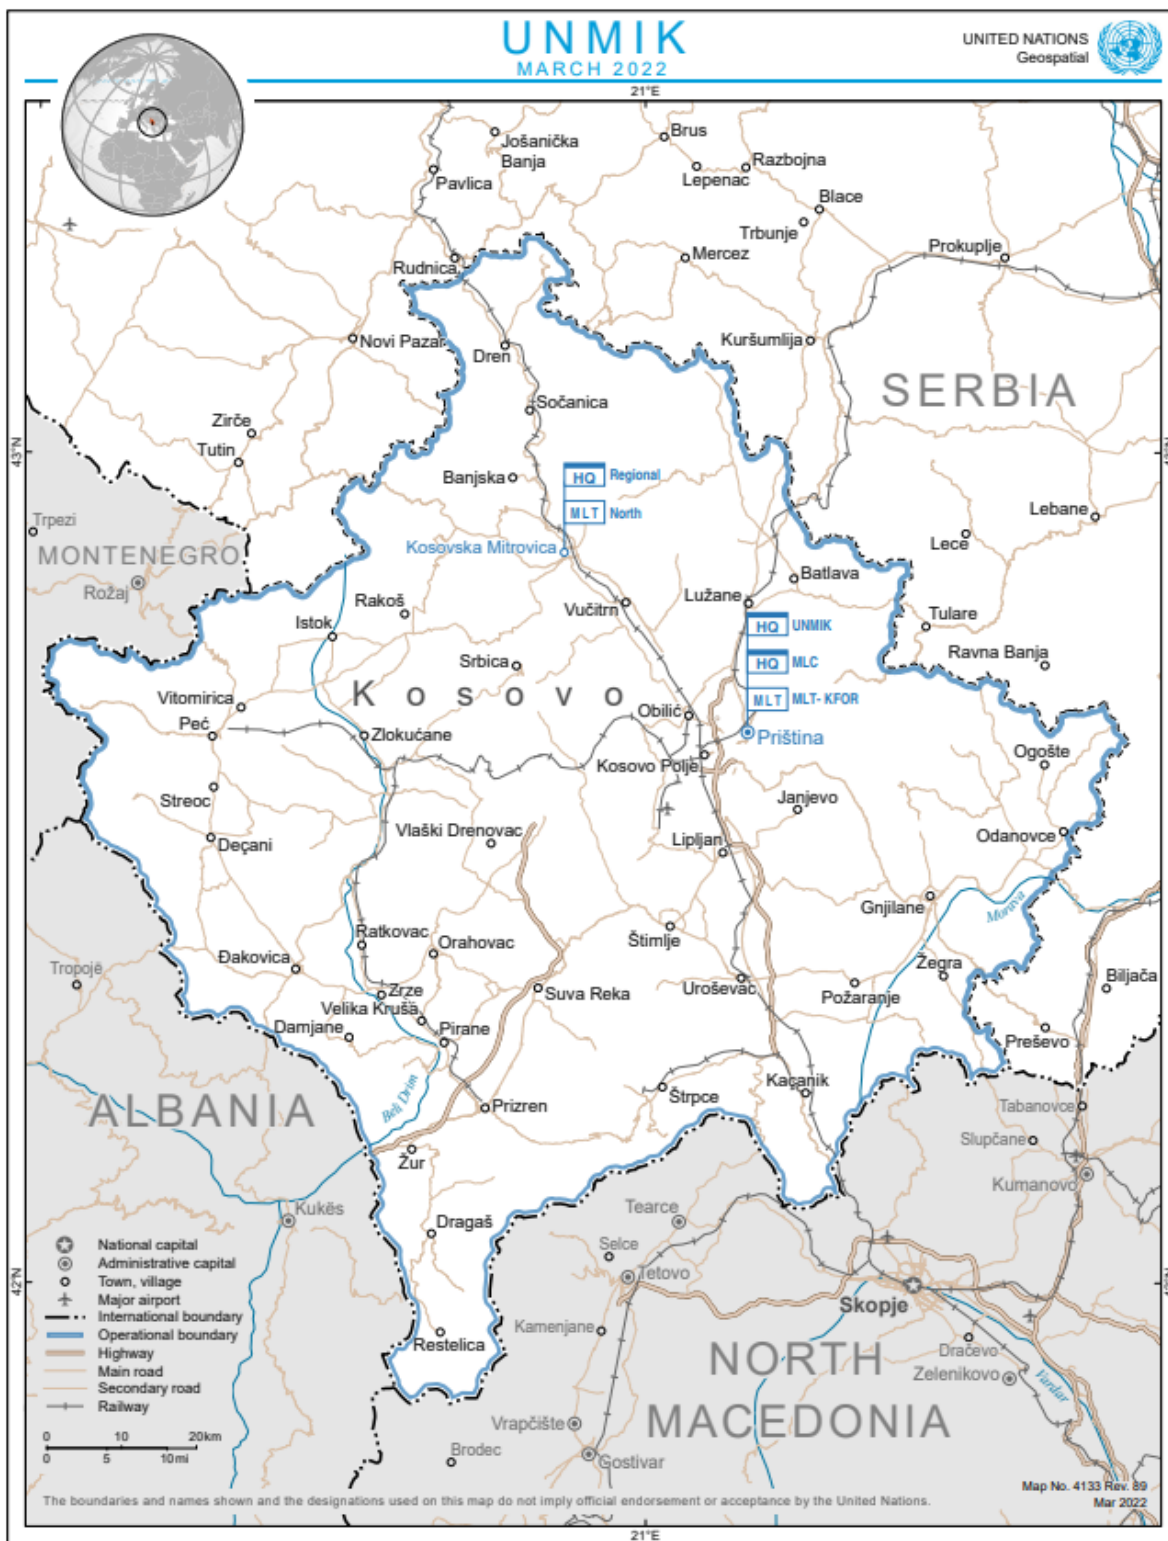 UNMIK
MARCH 2022
UNITED NATIONS
Geospatial
21°E
Jošanička
Banja
Brus
Pavlica
Lepenac
Razbojna
Blace
Trbunje
Rudnica
Mercez
Prokuplje
Novi Pazar
Dren
Kuršumlija
SERBIA
Sočanica
Zirče
Tutin
43°N
Banjska
HQ Regional
MLT North
Lebane
Trpezi
MONTENEGRO
Rožaj
Kosovska Mitrovica
Lece
Batlava
Rakoš
Vučitrn
Lužane
Istok
Tulare
HQ UNMIK
HQ MLC
MLT MLT- KFOR
Srbica
Ravna Banja
Kosovo
Vitomirica
Obilić
Peć
Zlokućane
Priština
Kosovo Polje
Ogošte
Streoc
Janjevo
Vlaški Drenovac
Deçani
Lipljan
Odanovce
Gnjilane
Morava
Štimlje
Ratkovac
Orahovac
Đakovica
Tropojë
Žegra
Biljača
Zrze
Suva Reka
Uroševac
Požaranje
Velika Kruša
Damjane
Pirane
Preševo
ALBANIA
Beli Drim
Prizren
Štrpce
Kaçanik
Tabanovce
Žur
Slupčane
Kumanovo
Kukës
Tearce
Dragaš
Selce
Tetovo
42°N
Skopje
Kamenjane
Restelica
Dračevo
NORTH
MACEDONIA
Zelenikovo
Vardar
Vrapčište
Brodec
Gostivar
National capital
Administrative capital
Town, village
Major airport
International boundary
Operational boundary
Highway
Main road
Secondary road
Railway
0 10 20km
0 5 10mi
Map No. 4133 Rev. 89
Mar 2022
The boundaries and names shown and the designations used on this map do not imply official endorsement or acceptance by the United Nations.
21°E